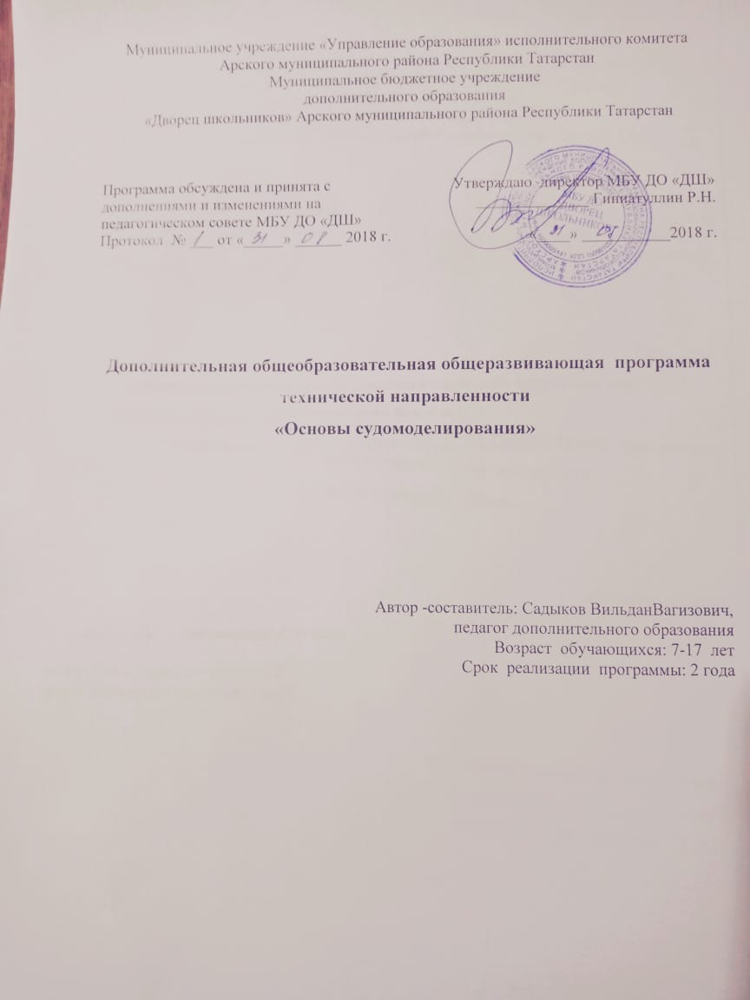 Муниципальное учреждение «Управление образования» исполнительного комитета
Арского муниципального района Республики Татарстан
Муниципальное бюджетное учреждение
дополнительного образования
«Дворец школьников» Арского муниципального района Республики Татарстан
Программа обсуждена и принята с
дополнениями и изменениями на
педагогическом совете МБУ ДО «ДШ»
Протокол № 1 от « 31 » 08 2018 г.
Утверждаю директор МБУ ДО «ДШ»
Гиниатуллин Р.Н.
« 31 » 08 2018 г.
ДВОРЕЦ
ШКОЛЬНИКОВ
Дополнительная общеобразовательная общеразвивающая программа
технической направленности
«Основы судомоделирования»
Автор -составитель: Садыков ВильданВагизович,
педагог дополнительного образования
Возраст обучающихся: 7-17 лет
Срок реализации программы: 2 года